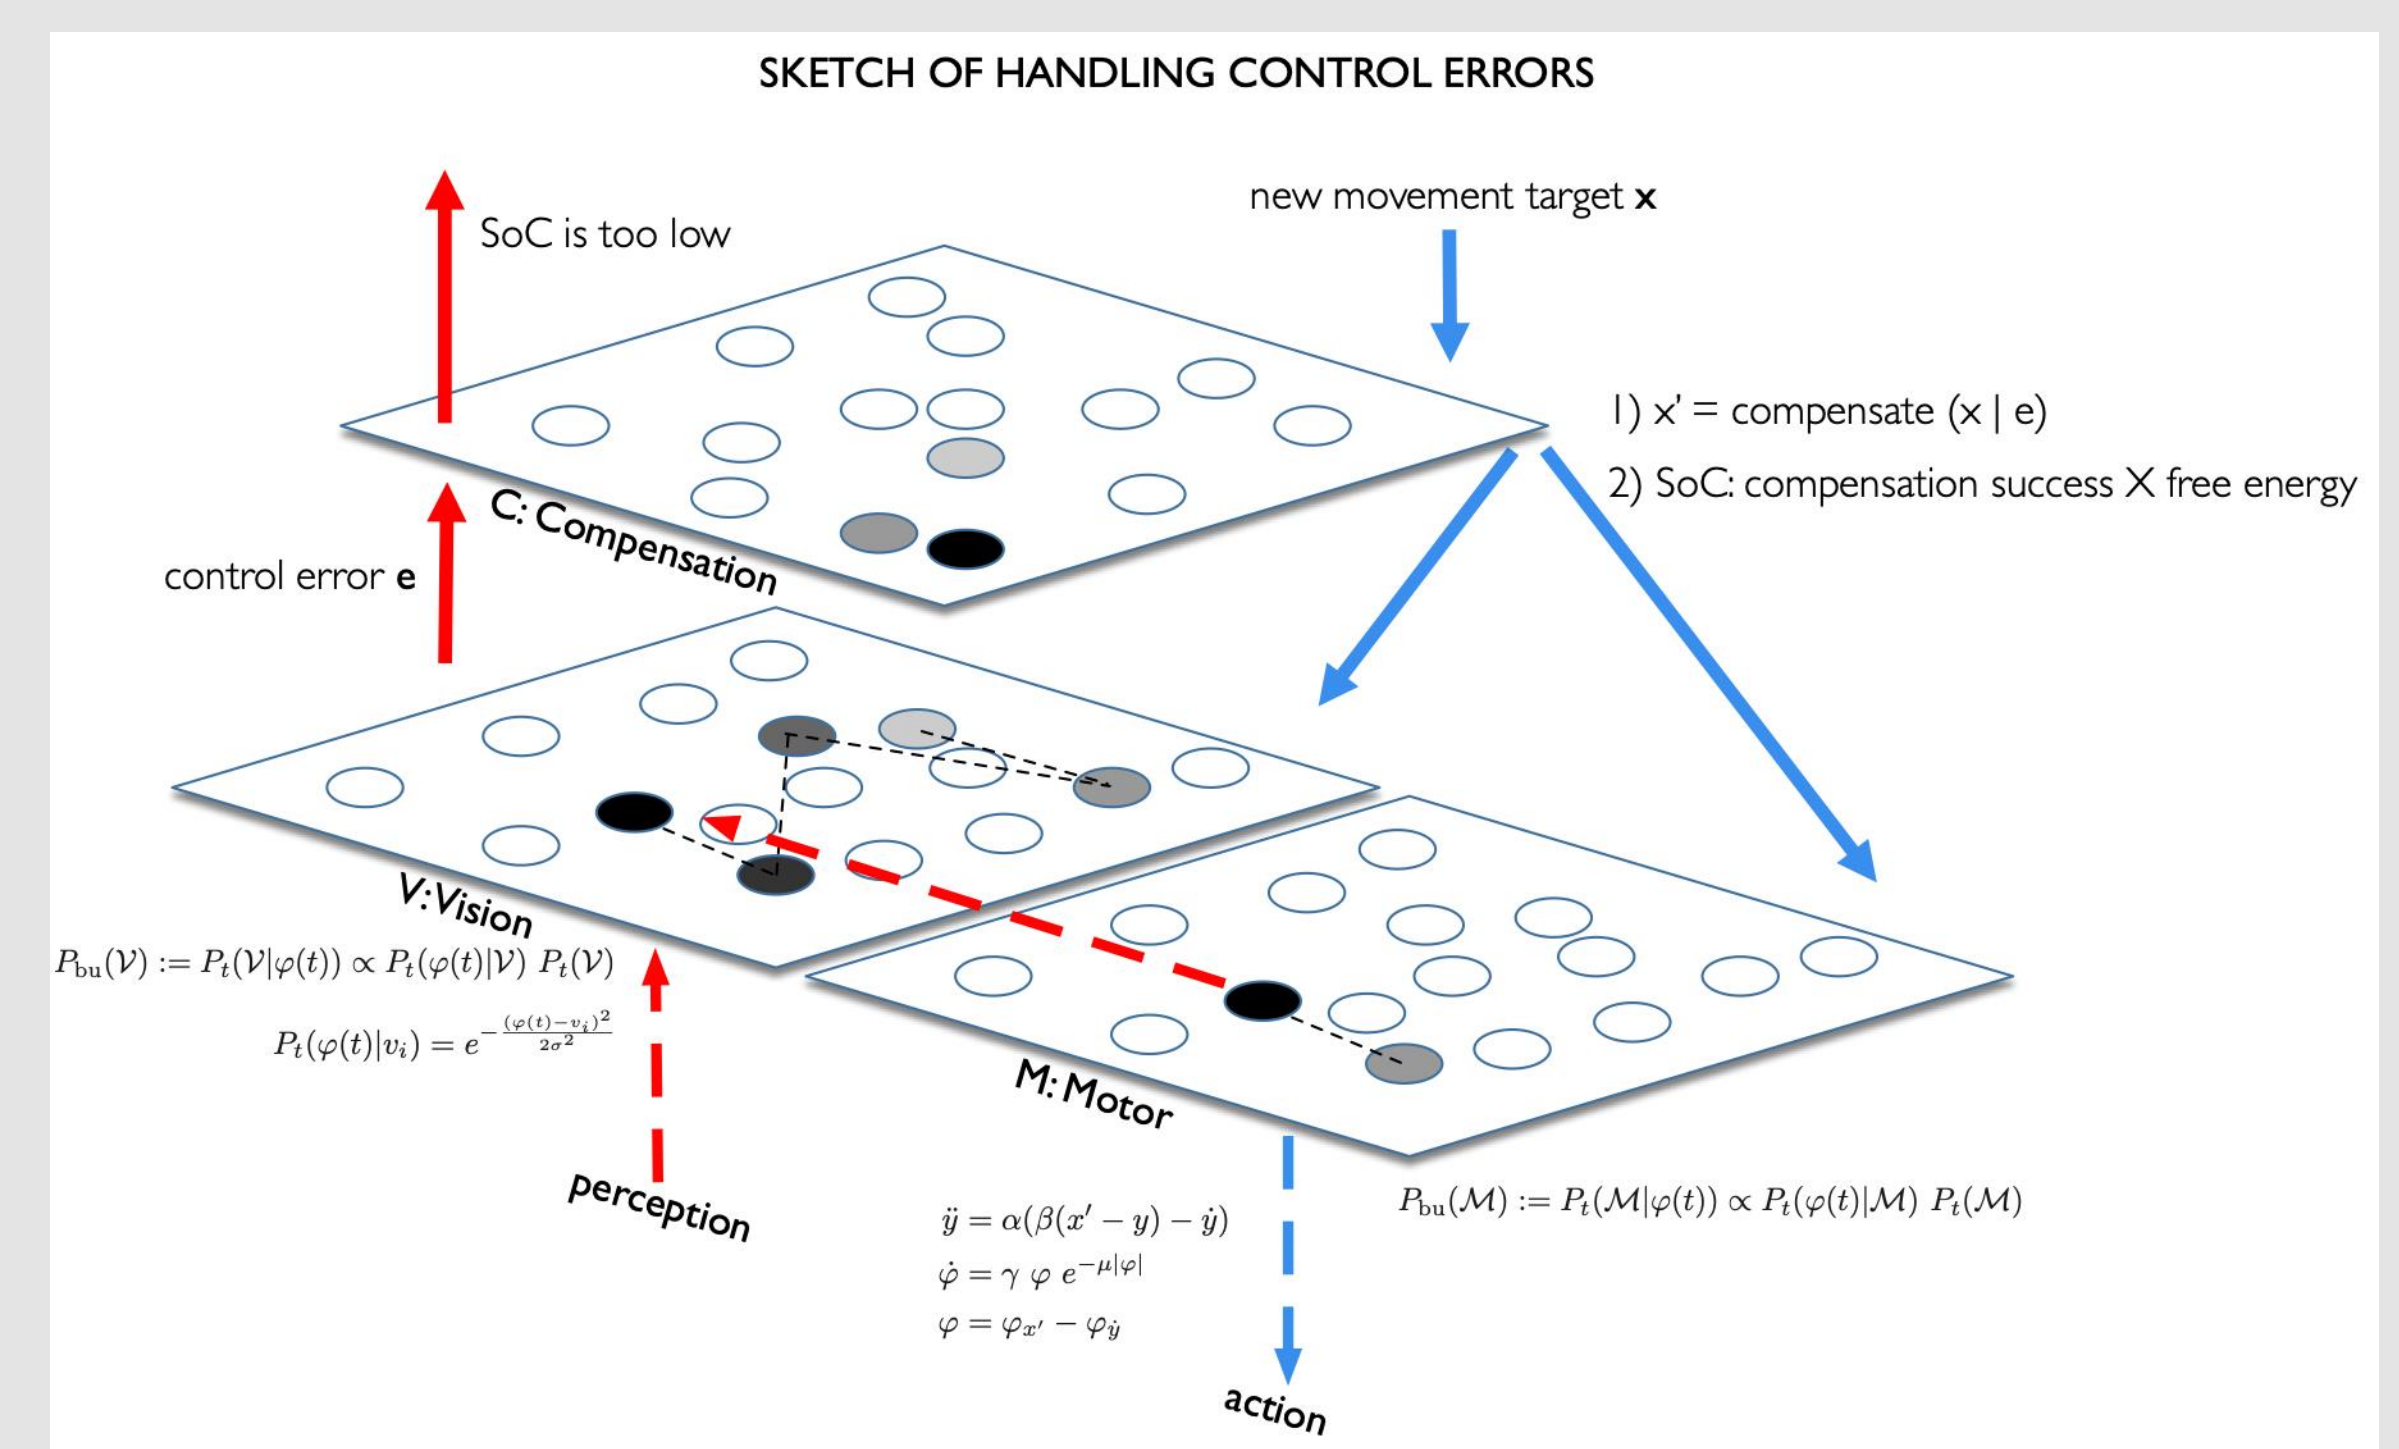 SKETCH OF HANDLING CONTROL ERRORS
SoC is too low
new movement target x
1) x’ = compensate (x | e)
2) SoC: compensation success X free energy
C: Compensation
control error e
V: Vision
P_bu(𝒱) := P_t(𝒱|φ(t)) ∝ P_t(φ(t)|𝒱) P_t(𝒱)
P_t(φ(t)|v_i) = e^{-\frac{(φ(t)-v_i)^2}{2σ^2}}
M: Motor
perception
P_bu(ℳ) := P_t(ℳ|φ(t)) ∝ P_t(φ(t)|ℳ) P_t(ℳ)
ÿ = α(β(x′ − y) − ẏ)
φ̇ = γ φ e^{−μ|φ|}
φ = φ_{x′} − φ_{ẏ}
action